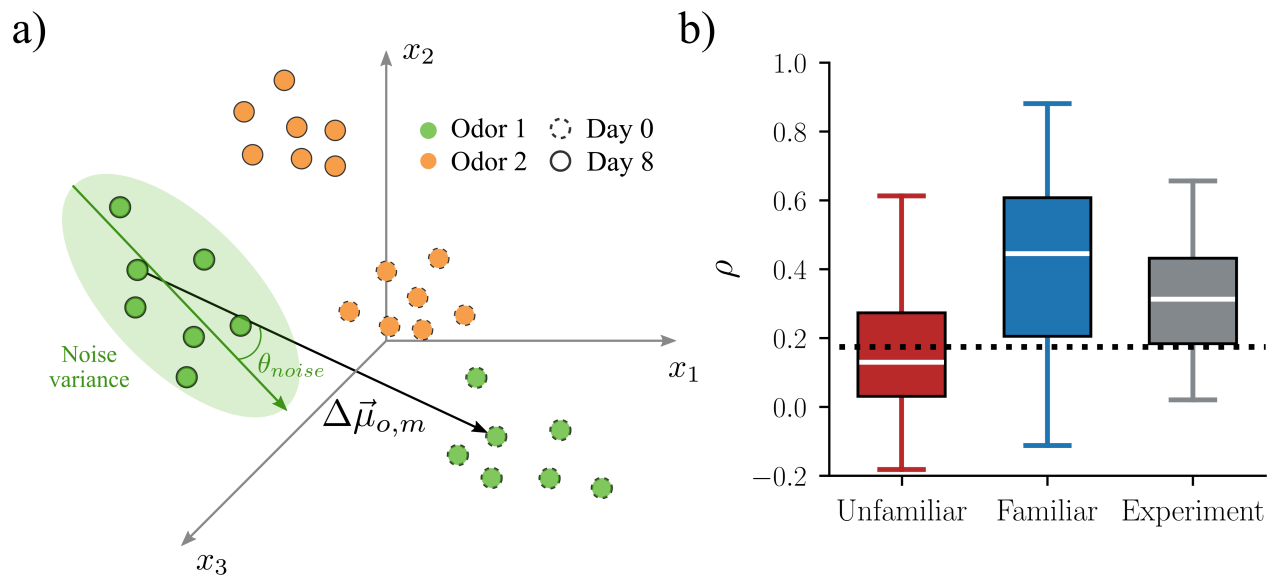 a)
x₂
Odor 1 Day 0
Odor 2 Day 8
Noise
variance
θnoise
x₁
Δμ⃗o,m
x₃
b)
1.0
0.8
0.6
0.4
0.2
0.0
−0.2
ρ
Unfamiliar Familiar Experiment